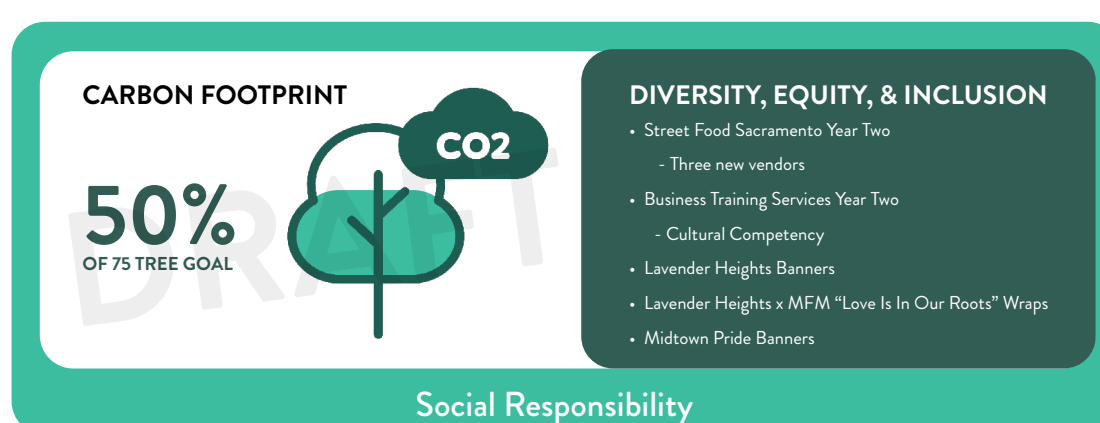 CARBON FOOTPRINT
CO2
50%
OF 75 TREE GOAL
DRAFT
DIVERSITY, EQUITY, & INCLUSION
• Street Food Sacramento Year Two
- Three new vendors
• Business Training Services Year Two
- Cultural Competency
• Lavender Heights Banners
• Lavender Heights x MFM “Love Is In Our Roots” Wraps
• Midtown Pride Banners
Social Responsibility